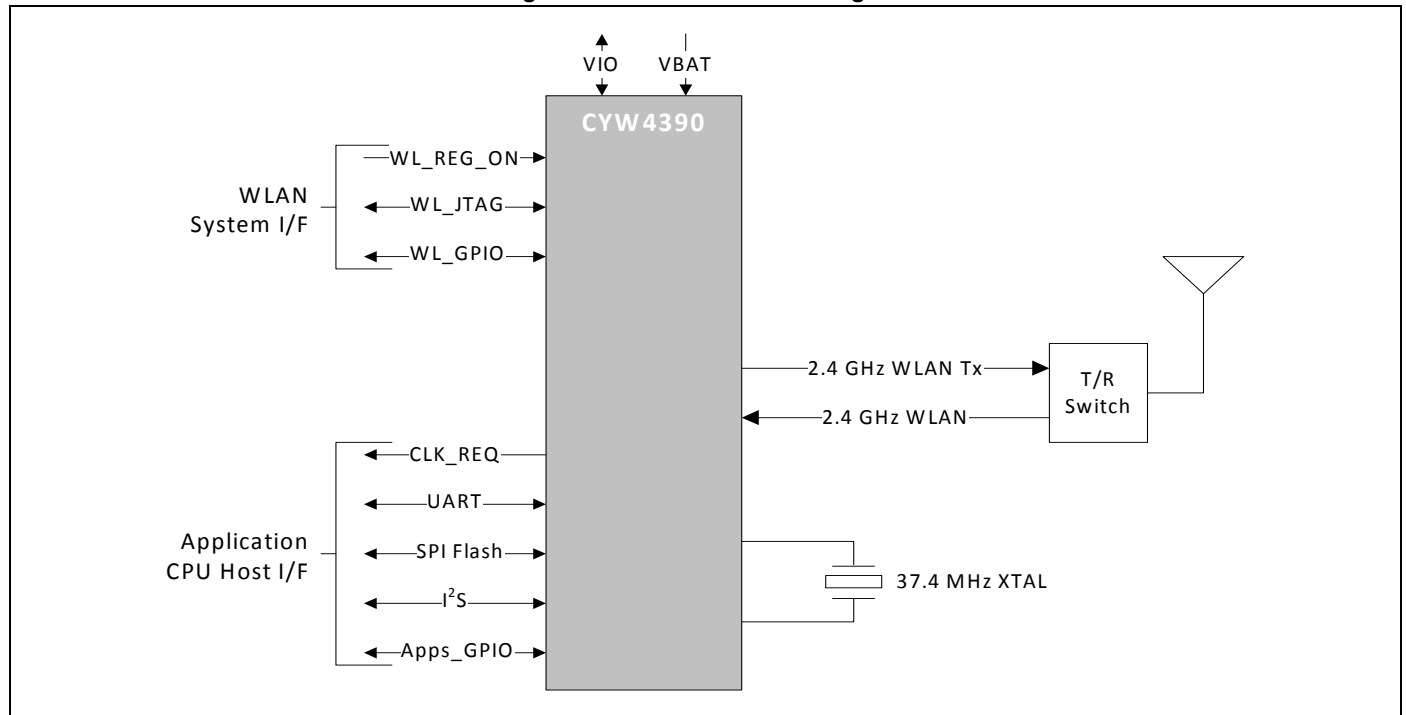 VIO VBAT
CYW4390
WL_REG_ON
WLAN
System I/F
WL_JTAG
WL_GPIO
2.4 GHz WLAN Tx
T/R
Switch
2.4 GHz WLAN
CLK_REQ
UART
Application
CPU Host I/F
SPI Flash
I²S
Apps_GPIO
37.4 MHz XTAL